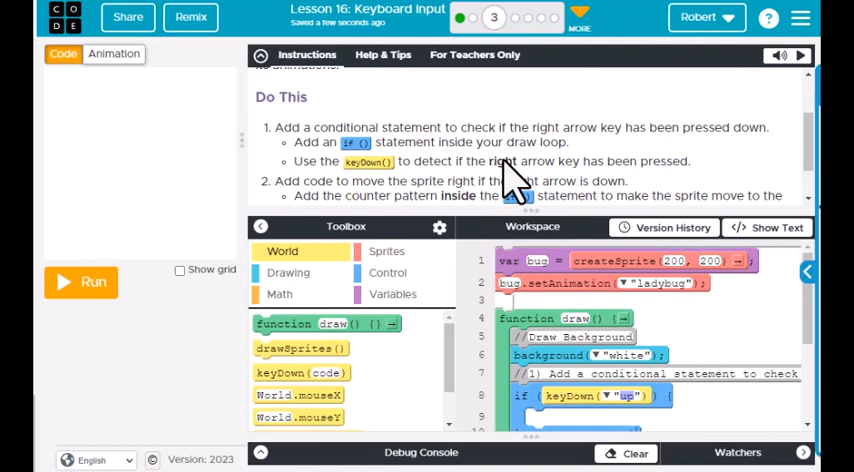 CODE
Share
Remix
Lesson 16: Keyboard Input
Saved a few seconds ago
3
MORE
Robert
?
Code
Animation
Instructions
Help & Tips
For Teachers Only
Do This
1. Add a conditional statement to check if the right arrow key has been pressed down.
Add an if () statement inside your draw loop.
Use the keyDown() to detect if the right arrow key has been pressed.
2. Add code to move the sprite right if the right arrow is down.
Add the counter pattern inside the statement to make the sprite move to the
Toolbox
Workspace
Version History
</> Show Text
Run
Show grid
World
Sprites
Drawing
Control
Math
Variables
function draw() {}
drawSprites()
keyDown(code)
World.mouseX
World.mouseY
1 var bug = createSprite(200, 200);
2 bug.setAnimation("ladybug");
3
4 function draw() {
5 //Draw Background
6 background("white");
7 //1) Add a conditional statement to check
8 if (keyDown("up")) {
9
English
©
Version: 2023
Debug Console
Clear
Watchers